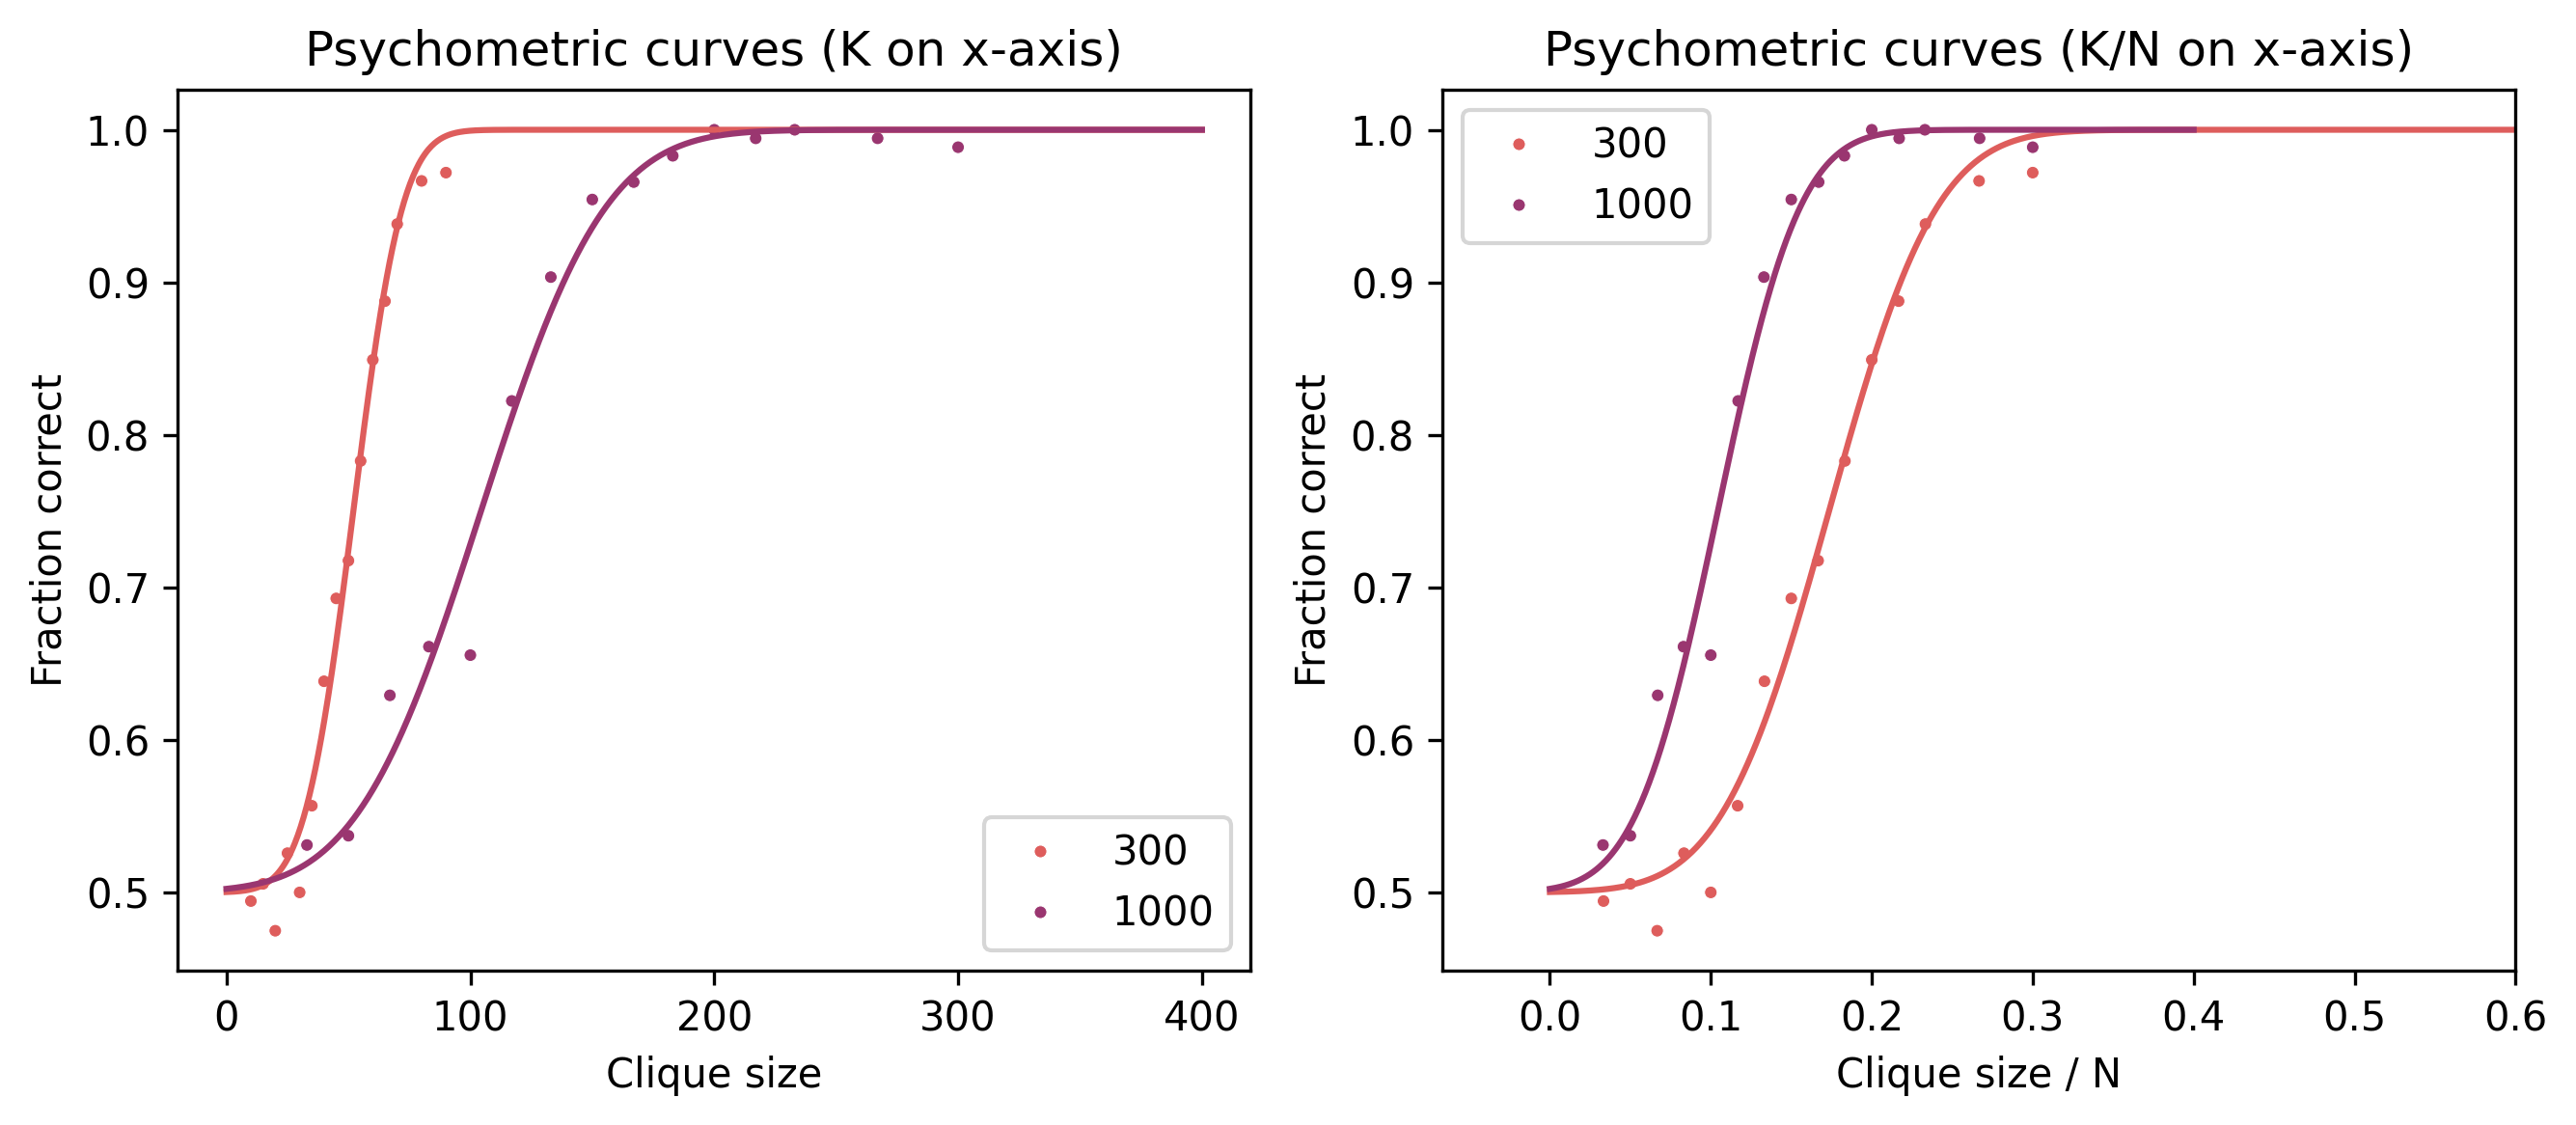 Psychometric curves (K on x-axis)
Fraction correct
1.0
0.9
0.8
0.7
0.6
0.5
300
1000
0 100 200 300 400
Clique size
Psychometric curves (K/N on x-axis)
Fraction correct
1.0
0.9
0.8
0.7
0.6
0.5
300
1000
0.0 0.1 0.2 0.3 0.4 0.5 0.6
Clique size / N